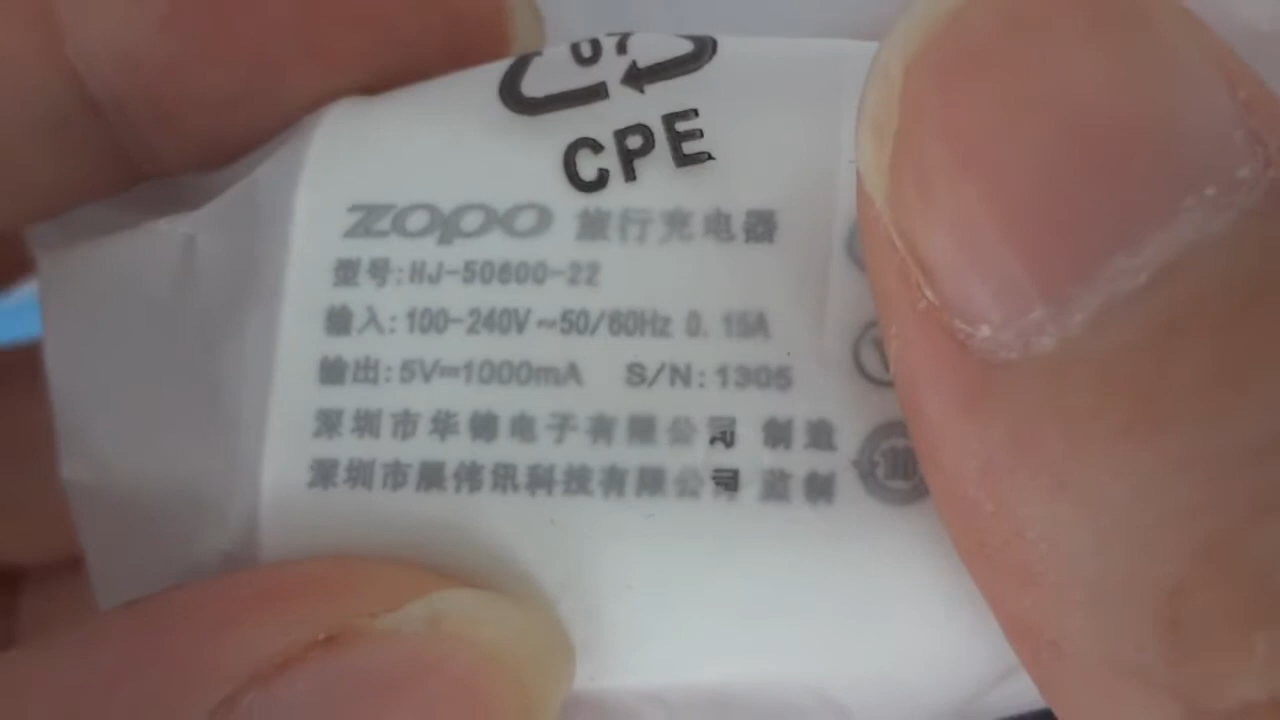 07
CPE
ZOPO 旅行充电器
型号:HJ-50600-22
输入:100-240V~50/60Hz 0.15A
输出:5V⎓1000mA S/N:1305
深圳市华锦电子有限公司 制造
深圳市展伟讯科技有限公司 监制
10